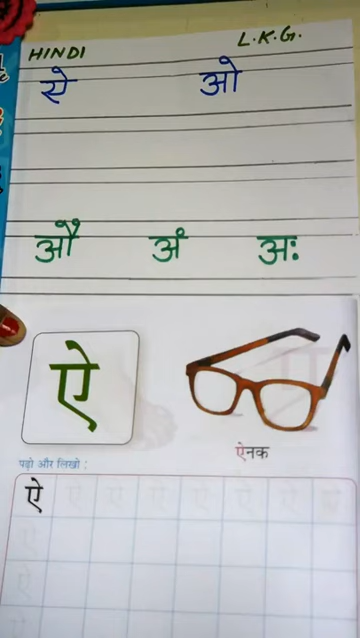 HINDI L.K.G.
ऐ ओ
औ अं अः
ऐ
ऐनक
पढ़ो और लिखो :
ऐ ऐ ऐ ऐ ऐ ऐ ऐ
ऐ
ऐ